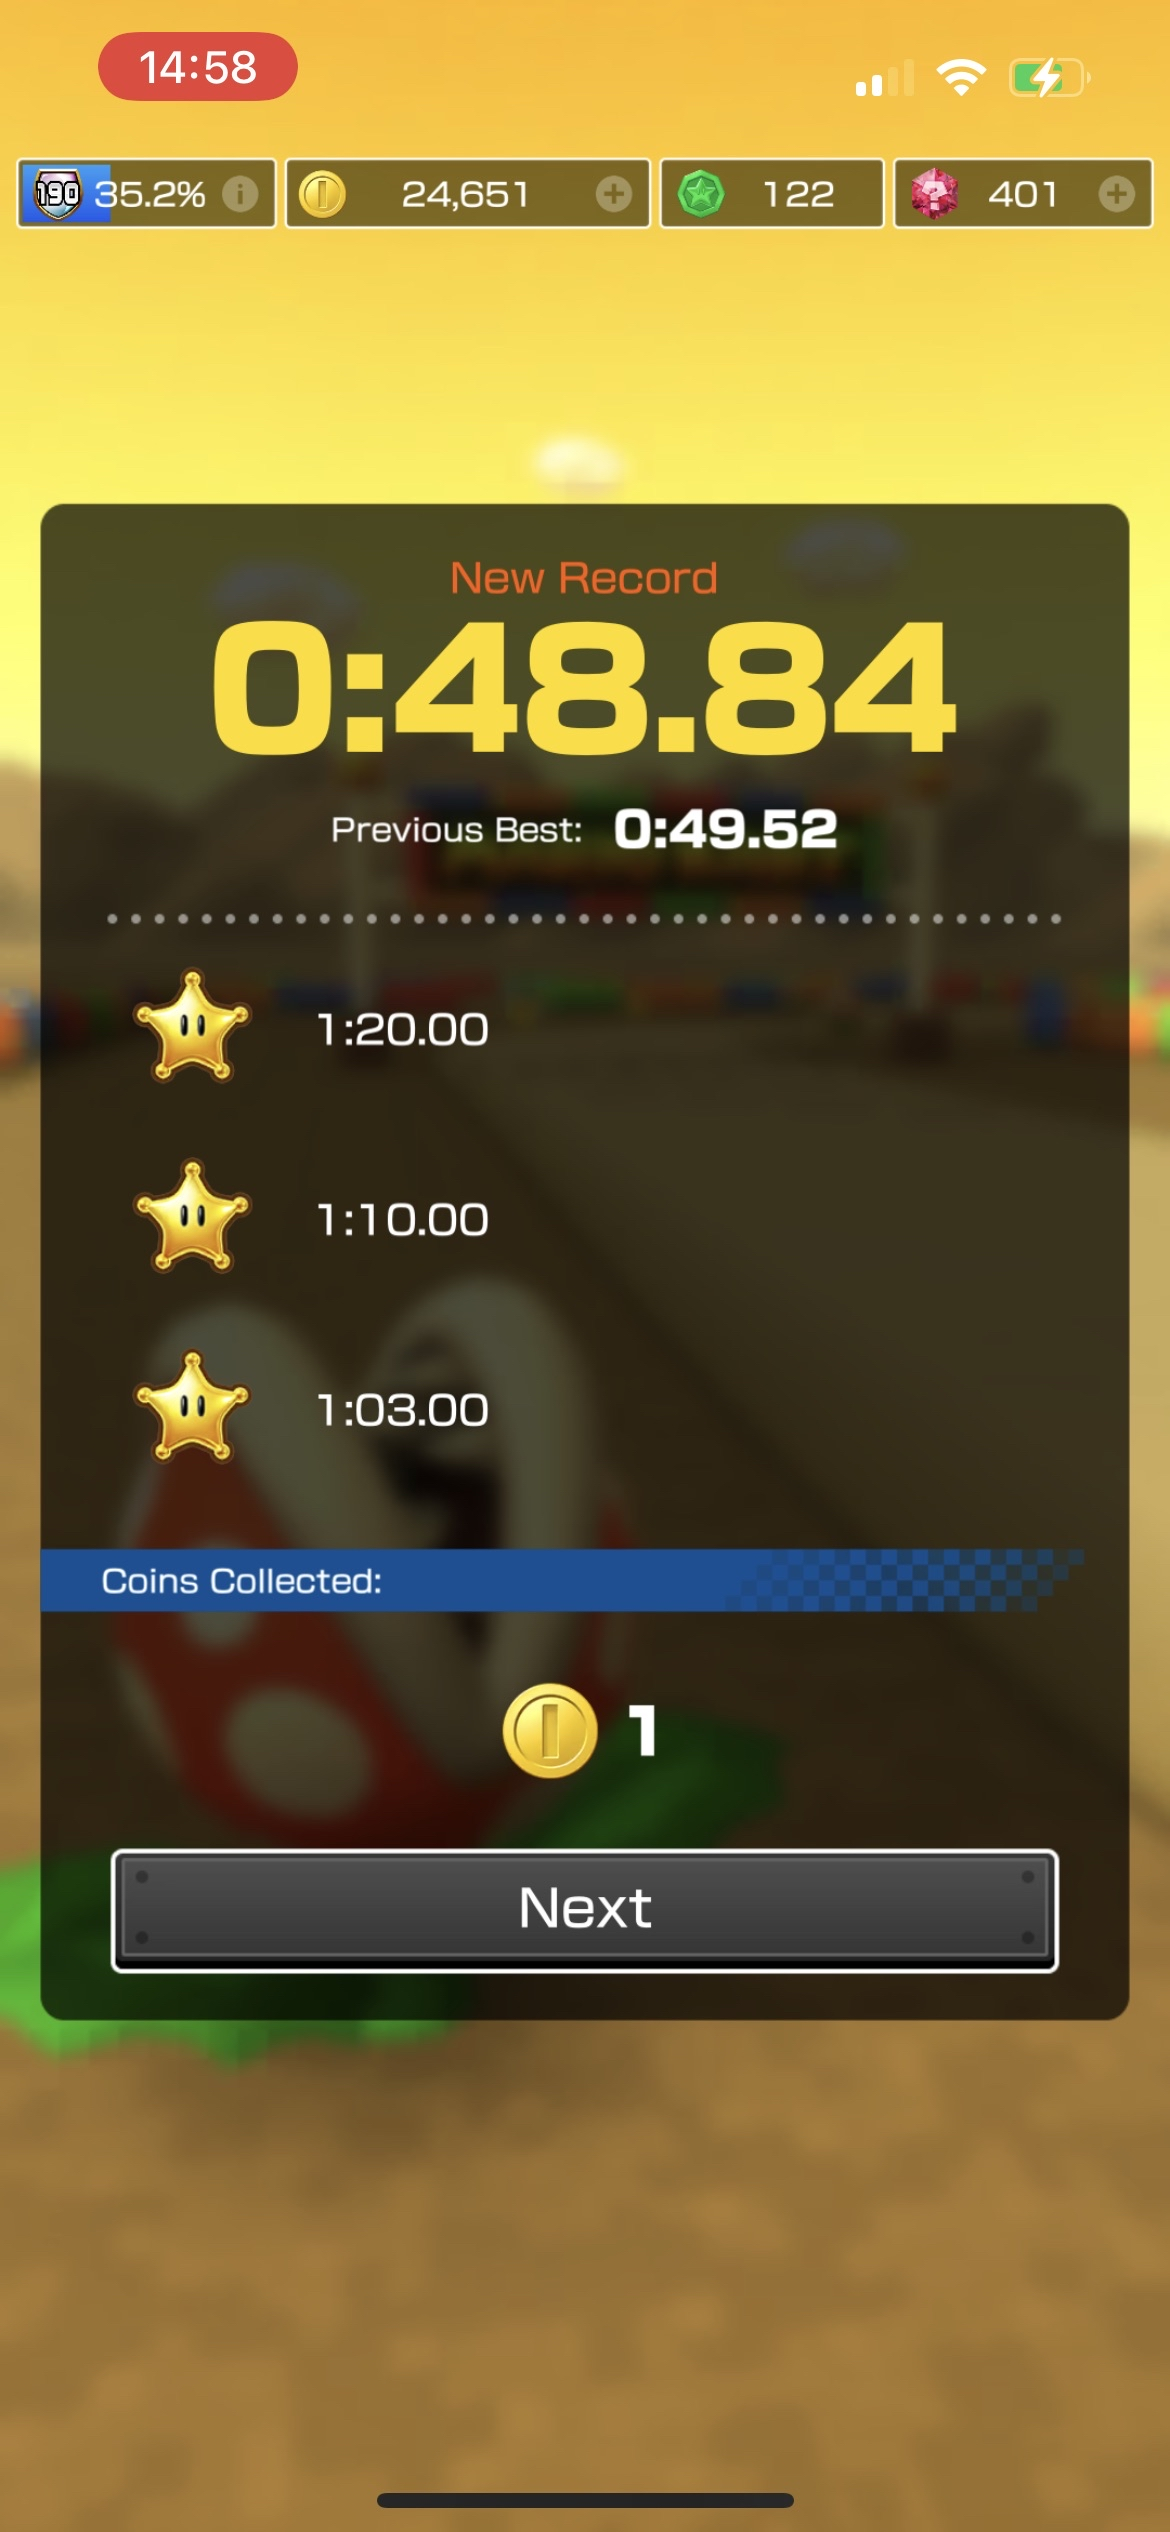 14:58
190 35.2% i 24,651 + 122 401 +
New Record
0:48.84
Previous Best: 0:49.52
1:20.00
1:10.00
1:03.00
Coins Collected:
1
Next